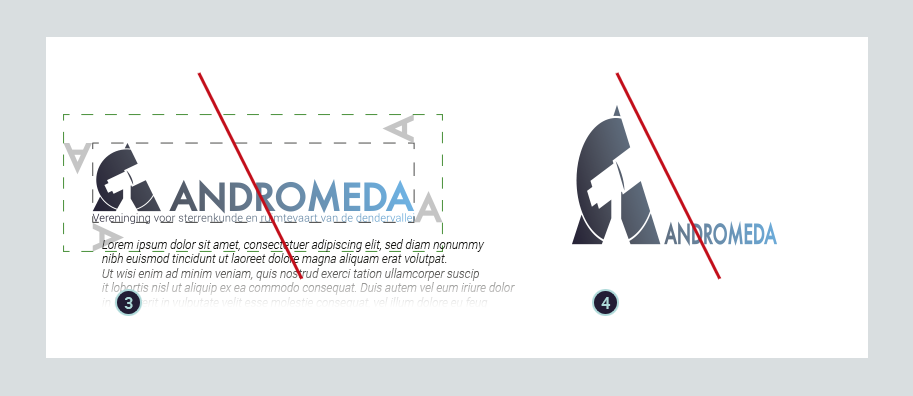 A
A
ANDROMEDA
A
Vereninging voor sterrenkunde en ruimtevaart van de dendervallei
A
Lorem ipsum dolor sit amet, consectetuer adipiscing elit, sed diam nonummy
nibh euismod tincidunt ut laoreet dolore magna aliquam erat volutpat.
Ut wisi enim ad minim veniam, quis nostrud exerci tation ullamcorper suscip
it lobortis nisl ut aliquip ex ea commodo consequat. Duis autem vel eum iriure dolor
in hendrerit in vulputate velit esse molestie consequat, vel illum dolore eu feug
3
ANDROMEDA
4